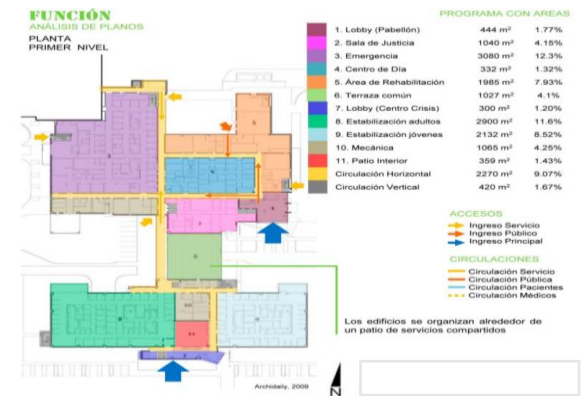 FUNCIÓN
ANÁLISIS DE PLANOS
PLANTA
PRIMER NIVEL
PROGRAMA CON AREAS
1. Lobby (Pabellón) 444 m² 1.77%
2. Sala de Justicia 1040 m² 4.15%
3. Emergencia 3080 m² 12.3%
4. Centro de Día 332 m² 1.32%
5. Área de Rehabilitación 1985 m² 7.93%
6. Terraza común 1027 m² 4.1%
7. Lobby (Centro Crisis) 300 m² 1.20%
8. Estabilización adultos 2900 m² 11.6%
9. Estabilización jóvenes 2132 m² 8.52%
10. Mecánica 1065 m² 4.25%
11. Patio Interior 359 m² 1.43%
Circulación Horizontal 2270 m² 9.07%
Circulación Vertical 420 m² 1.67%
ACCESOS
Ingreso Servicio
Ingreso Público
Ingreso Principal
CIRCULACIONES
Circulación Servicio
Circulación Pública
Circulación Pacientes
Circulación Médicos
Los edificios se organizan alrededor de
un patio de servicios compartidos
Archidaily, 2009
N